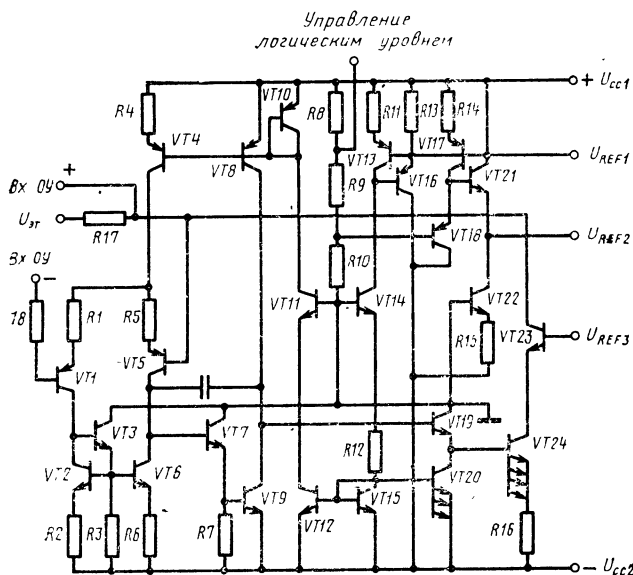 Управление
логическим уровнем
+ Ucc1
VT10
R4
R8
R11
R13
R14
VT4
VT8
VT13
VT17
UREF1
VT16
VT21
Вх ОУ
+
R9
Uэт
R17
VT18
UREF2
Вх ОУ
−
R10
18
R1
R5
VT11
VT14
VT22
R15
VT23
UREF3
VT5
VT1
VT3
VT7
VT19
R12
VT24
VT2
VT6
VT20
VT9
VT12
VT15
R2
R3
R6
R7
R16
− Ucc2